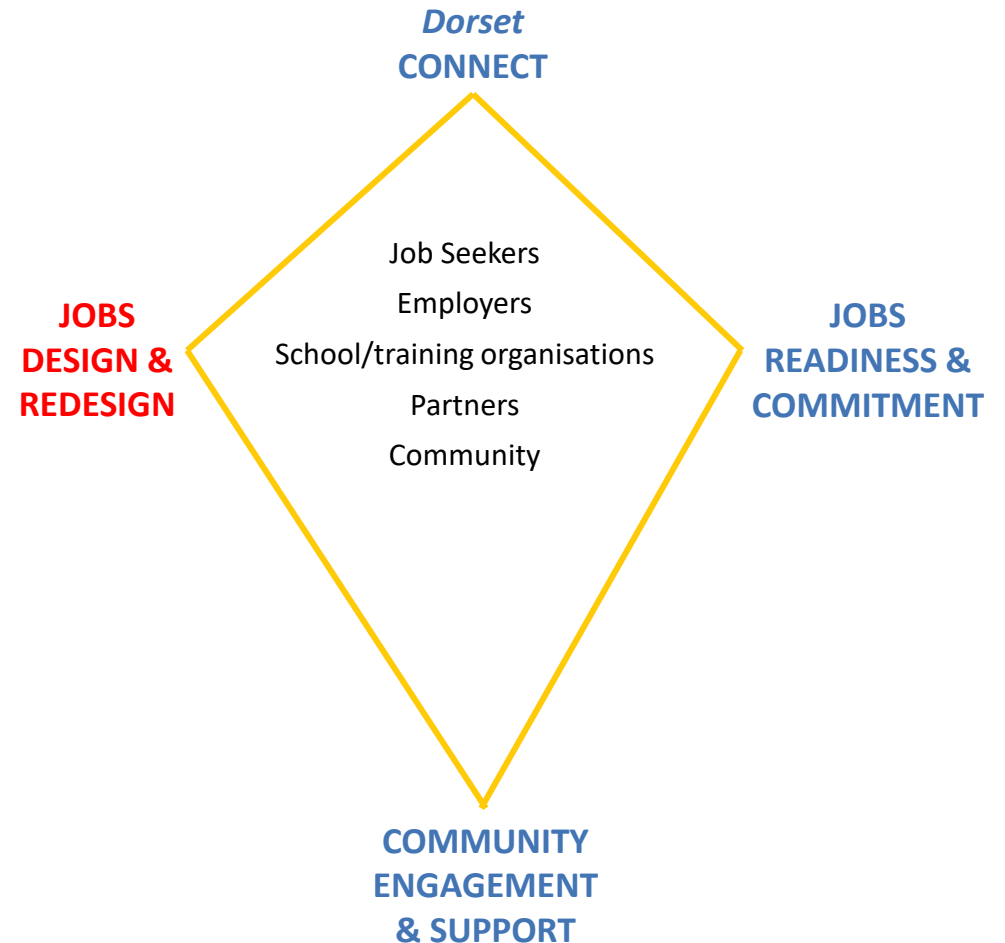 Dorset
CONNECT
Job Seekers
Employers
School/training organisations
Partners
Community
JOBS
DESIGN &
REDESIGN
JOBS
READINESS &
COMMITMENT
COMMUNITY
ENGAGEMENT
& SUPPORT